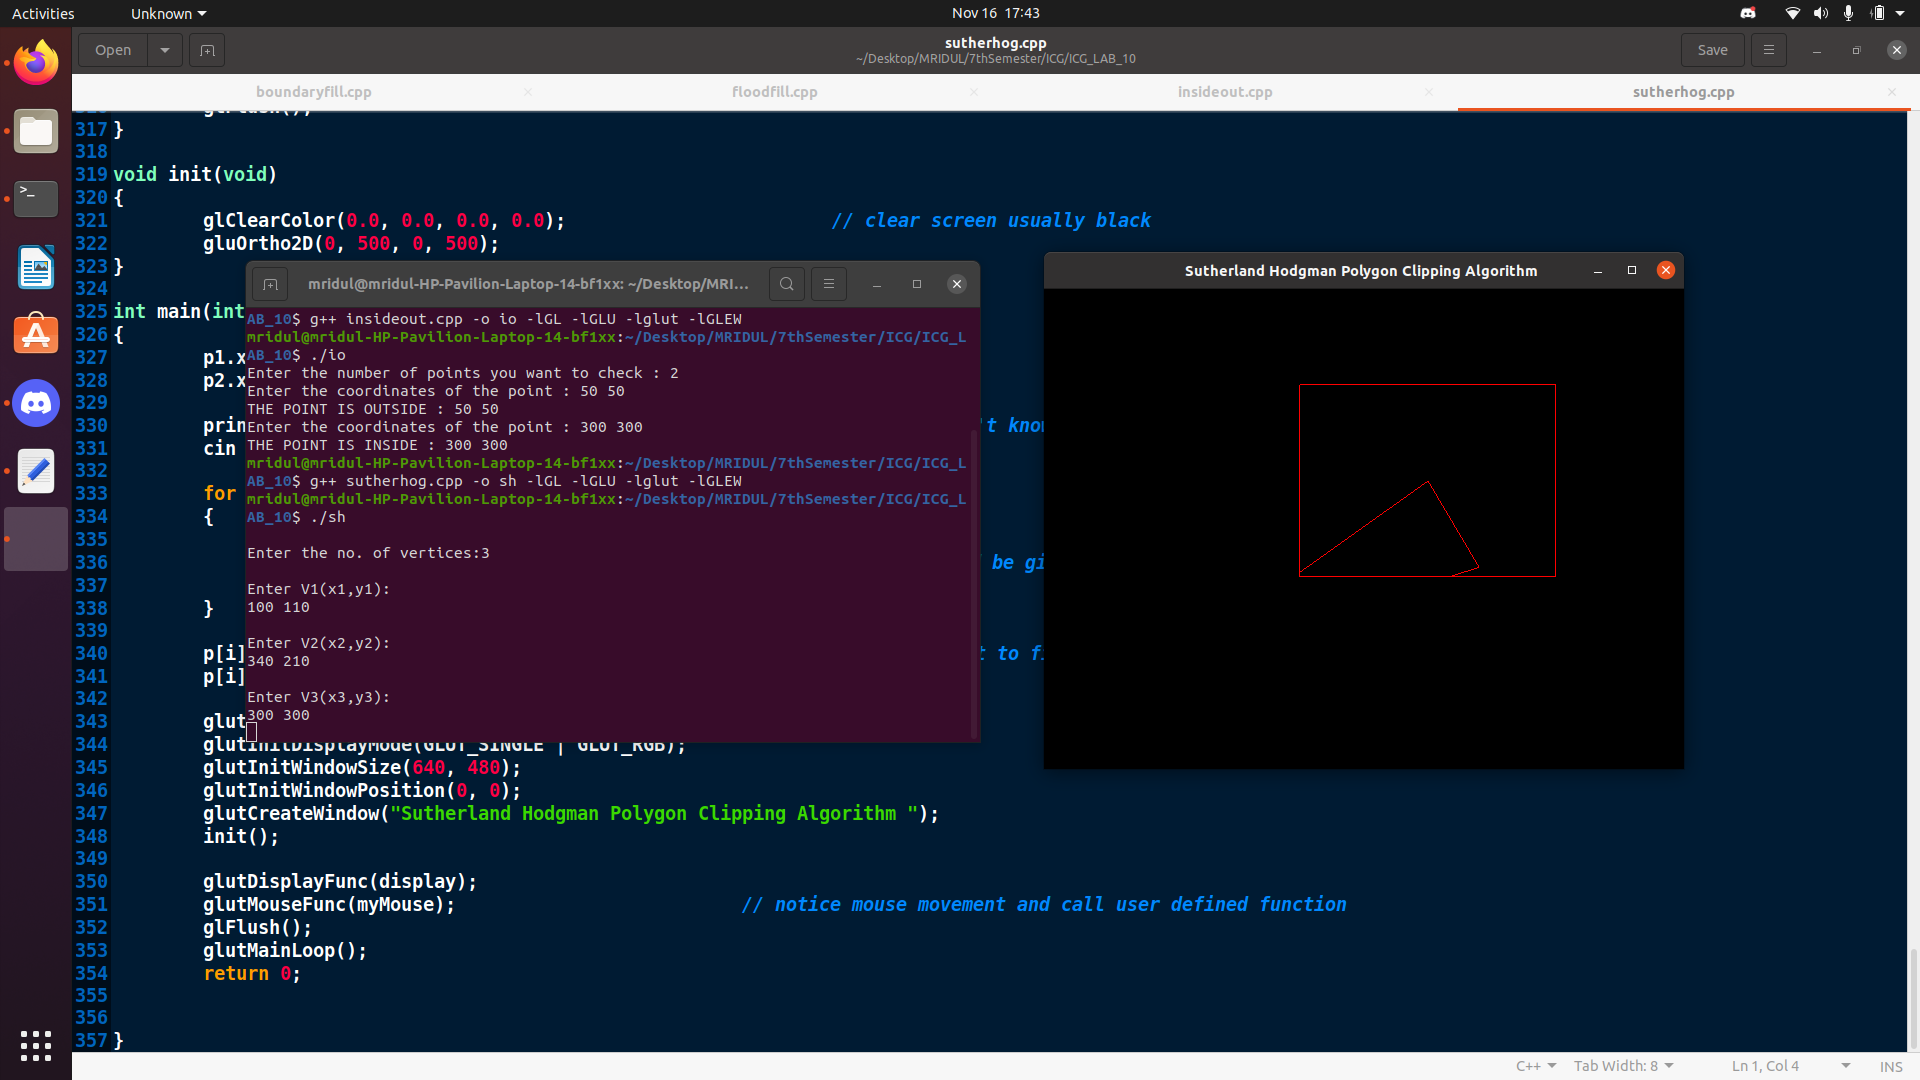 Activities
Unknown
Nov 16 17:43
Open
sutherhog.cpp
~/Desktop/MRIDUL/7thSemester/ICG/ICG_LAB_10
Save
boundaryfill.cpp
floodfill.cpp
insideout.cpp
sutherhog.cpp
317 }
318
319 void init(void)
320 {
321 glClearColor(0.0, 0.0, 0.0, 0.0); // clear screen usually black
322 gluOrtho2D(0, 500, 0, 500);
323 }
324
325 int main(int
326 {
327 p1.x
328 p2.x
329
330 prin 't know
331 cin
332
333 for
334 {
335
336 be gi
337
338 }
339
340 p[i] t to fi
341 p[i]
342
343 glut
344 glutInitDisplayMode(GLUT_SINGLE | GLUT_RGB);
345 glutInitWindowSize(640, 480);
346 glutInitWindowPosition(0, 0);
347 glutCreateWindow("Sutherland Hodgman Polygon Clipping Algorithm ");
348 init();
349
350 glutDisplayFunc(display);
351 glutMouseFunc(myMouse); // notice mouse movement and call user defined function
352 glFlush();
353 glutMainLoop();
354 return 0;
355
356
357 }
mridul@mridul-HP-Pavilion-Laptop-14-bf1xx: ~/Desktop/MRI...
AB_10$ g++ insideout.cpp -o io -lGL -lGLU -lglut -lGLEW
mridul@mridul-HP-Pavilion-Laptop-14-bf1xx:~/Desktop/MRIDUL/7thSemester/ICG/ICG_L
AB_10$ ./io
Enter the number of points you want to check : 2
Enter the coordinates of the point : 50 50
THE POINT IS OUTSIDE : 50 50
Enter the coordinates of the point : 300 300
THE POINT IS INSIDE : 300 300
mridul@mridul-HP-Pavilion-Laptop-14-bf1xx:~/Desktop/MRIDUL/7thSemester/ICG/ICG_L
AB_10$ g++ sutherhog.cpp -o sh -lGL -lGLU -lglut -lGLEW
mridul@mridul-HP-Pavilion-Laptop-14-bf1xx:~/Desktop/MRIDUL/7thSemester/ICG/ICG_L
AB_10$ ./sh
Enter the no. of vertices:3
Enter V1(x1,y1):
100 110
Enter V2(x2,y2):
340 210
Enter V3(x3,y3):
300 300
Sutherland Hodgman Polygon Clipping Algorithm
C++
Tab Width: 8
Ln 1, Col 4
INS